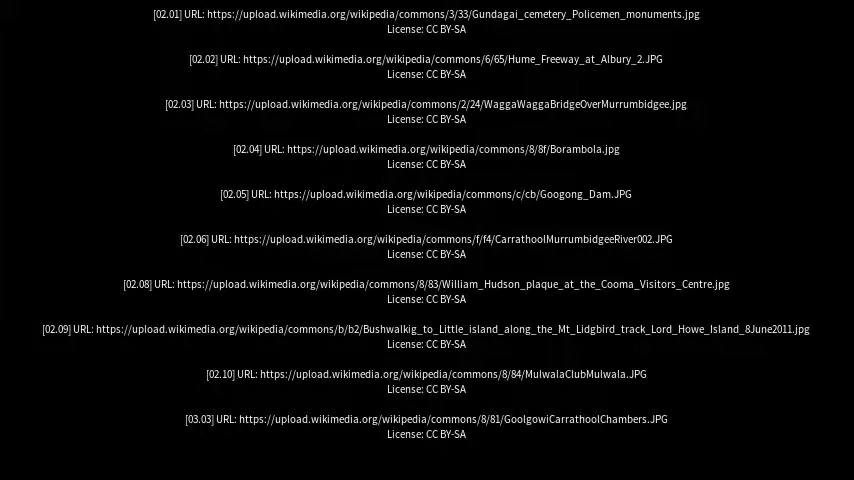 [02.01] URL: https://upload.wikimedia.org/wikipedia/commons/3/33/Gundagai_cemetery_Policemen_monuments.jpg
License: CC BY-SA
[02.02] URL: https://upload.wikimedia.org/wikipedia/commons/6/65/Hume_Freeway_at_Albury_2.JPG
License: CC BY-SA
[02.03] URL: https://upload.wikimedia.org/wikipedia/commons/2/24/WaggaWaggaBridgeOverMurrumbidgee.jpg
License: CC BY-SA
[02.04] URL: https://upload.wikimedia.org/wikipedia/commons/8/8f/Borambola.jpg
License: CC BY-SA
[02.05] URL: https://upload.wikimedia.org/wikipedia/commons/c/cb/Googong_Dam.JPG
License: CC BY-SA
[02.06] URL: https://upload.wikimedia.org/wikipedia/commons/f/f4/CarrathoolMurrumbidgeeRiver002.JPG
License: CC BY-SA
[02.08] URL: https://upload.wikimedia.org/wikipedia/commons/8/83/William_Hudson_plaque_at_the_Cooma_Visitors_Centre.jpg
License: CC BY-SA
[02.09] URL: https://upload.wikimedia.org/wikipedia/commons/b/b2/Bushwalkig_to_Little_island_along_the_Mt_Lidgbird_track_Lord_Howe_Island_8June2011.jpg
License: CC BY-SA
[02.10] URL: https://upload.wikimedia.org/wikipedia/commons/8/84/MulwalaClubMulwala.JPG
License: CC BY-SA
[03.03] URL: https://upload.wikimedia.org/wikipedia/commons/8/81/GoolgowiCarrathoolChambers.JPG
License: CC BY-SA